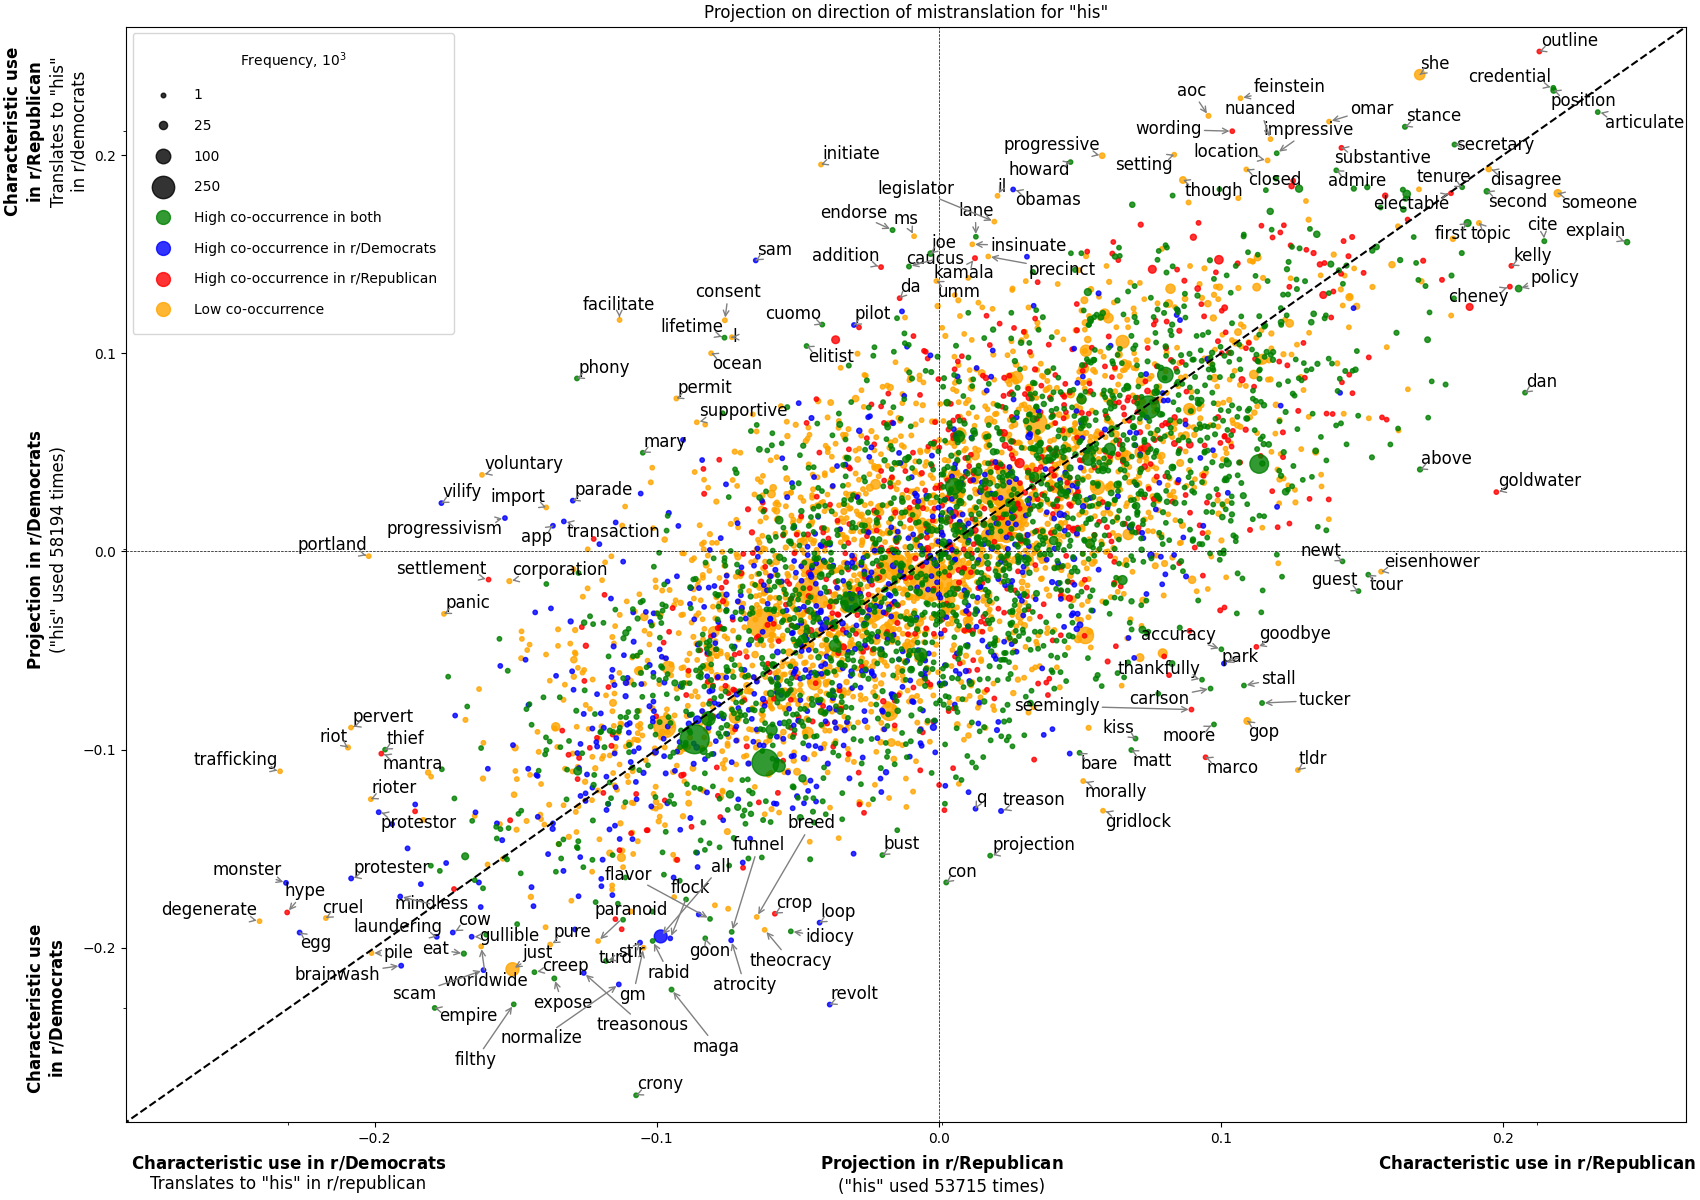 Projection on direction of mistranslation for "his"
Characteristic use
in r/Republican
Translates to "his"
in r/democrats
Projection in r/Democrats
("his" used 58194 times)
Characteristic use
in r/Democrats
Frequency, 10³
1
25
100
250
High co-occurrence in both
High co-occurrence in r/Democrats
High co-occurrence in r/Republican
Low co-occurrence
0.2
0.1
0.0
−0.1
−0.2
outline
she
credential
feinstein
aoc
position
nuanced
omar
articulate
stance
wording
impressive
progressive
secretary
initiate
location
setting
substantive
howard
closed
admire
tenure
disagree
legislator
il
though
obamas
electable
second
someone
endorse
ms
lane
first
topic
cite
explain
sam
joe
insinuate
addition
caucus
kelly
kamala
precinct
da
umm
policy
consent
cheney
facilitate
cuomo
pilot
lifetime
elitist
ocean
phony
dan
permit
supportive
mary
above
voluntary
goldwater
vilify
import
parade
progressivism
app
transaction
portland
newt
eisenhower
settlement
corporation
guest
tour
panic
accuracy
goodbye
park
thankfully
stall
carlson
tucker
seemingly
pervert
kiss
moore
gop
riot
thief
trafficking
mantra
bare
matt
marco
tldr
rioter
morally
q
treason
protestor
gridlock
breed
funnel
bust
projection
monster
protester
all
con
hype
flavor
flock
mindless
degenerate
cruel
paranoid
crop
loop
laundering
cow
egg
gullible
pure
idiocy
pile
eat
just
stir
goon
theocracy
brainwash
creep
turd
rabid
scam
worldwide
atrocity
expose
gm
revolt
empire
treasonous
normalize
maga
filthy
crony
−0.2
−0.1
0.0
0.1
0.2
Characteristic use in r/Democrats
Projection in r/Republican
Characteristic use in r/Republican
Translates to "his" in r/republican
("his" used 53715 times)